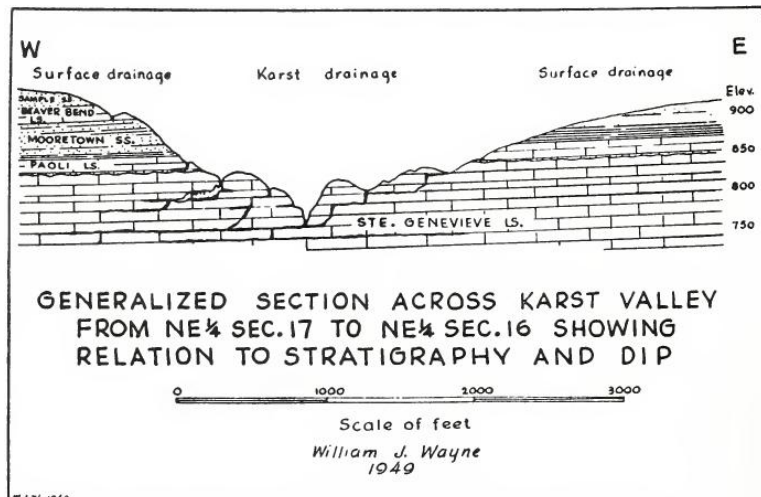 W
E
Surface drainage
Karst drainage
Surface drainage
Elev.
SAMPLE SS.
BEAVER BEND
LS.
MOORETOWN SS.
PAOLI LS.
900
850
800
750
STE. GENEVIEVE LS.
GENERALIZED SECTION ACROSS KARST VALLEY
FROM NE¼ SEC. 17 TO NE¼ SEC. 16 SHOWING
RELATION TO STRATIGRAPHY AND DIP
0 1000 2000 3000
Scale of feet
William J. Wayne
1949